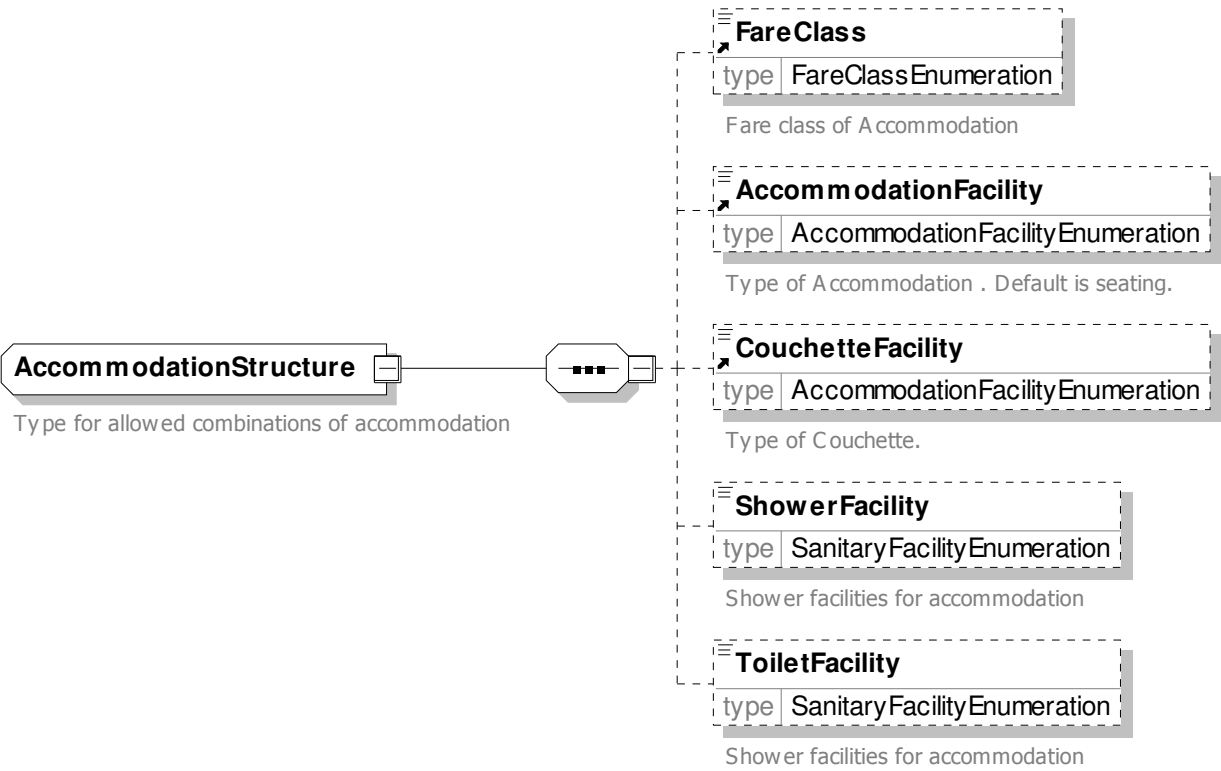 FareClass
type FareClassEnumeration
Fare class of Accommodation
AccommodationFacility
type AccommodationFacilityEnumeration
Type of Accommodation . Default is seating.
CouchetteFacility
type AccommodationFacilityEnumeration
Type of Couchette.
AccommodationStructure
Type for allowed combinations of accommodation
ShowerFacility
type SanitaryFacilityEnumeration
Shower facilities for accommodation
ToiletFacility
type SanitaryFacilityEnumeration
Shower facilities for accommodation